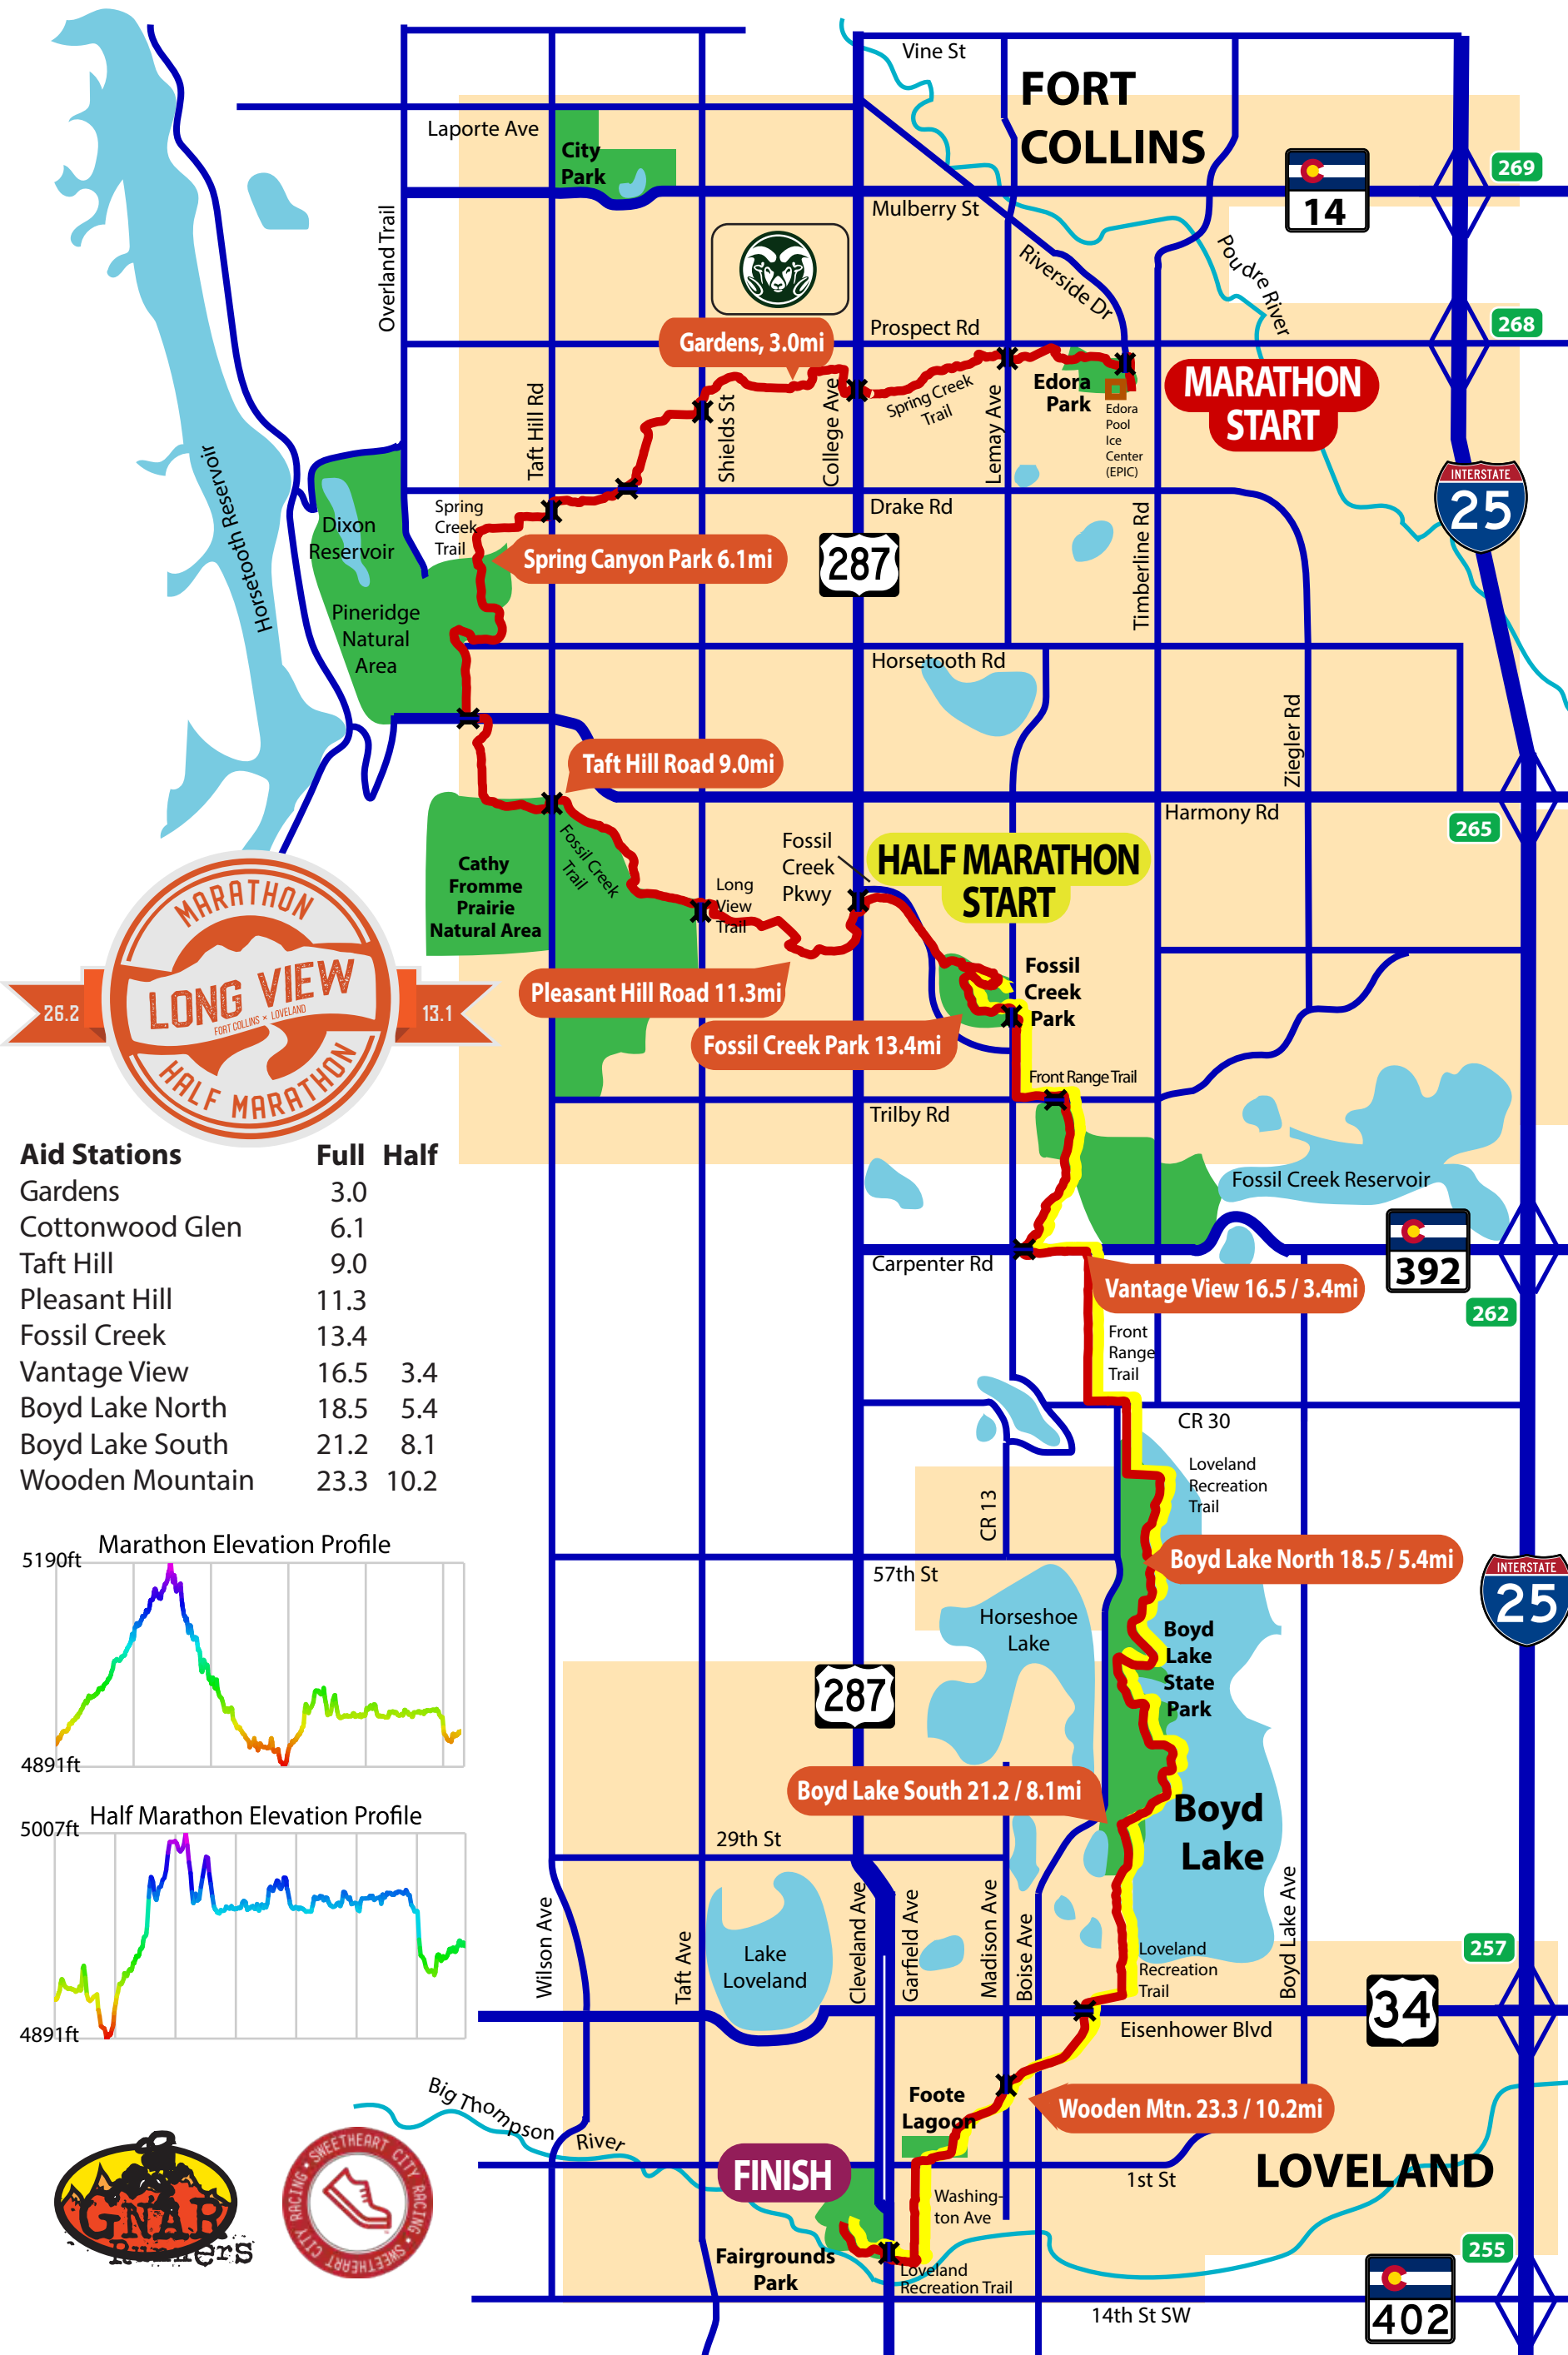 Vine St
FORT
COLLINS
Laporte Ave
City
Park
269
14
Mulberry St
Overland Trail
Riverside Dr
Poudre River
Prospect Rd
268
Gardens, 3.0mi
MARATHON
START
Edora
Park
Edora
Pool
Ice
Center
(EPIC)
Spring Creek
Trail
Taft Hill Rd
Shields St
College Ave
Lemay Ave
INTERSTATE
25
Horsetooth Reservoir
Spring
Creek
Trail
Drake Rd
Timberline Rd
Dixon
Reservoir
Spring Canyon Park 6.1mi
287
Pineridge
Natural
Area
Horsetooth Rd
Ziegler Rd
Taft Hill Road 9.0mi
Harmony Rd
265
Fossil
Creek
Pkwy
HALF MARATHON
START
Cathy
Fromme
Prairie
Natural Area
Fossil Creek
Trail
Long
View
Trail
Fossil
Creek
Park
Pleasant Hill Road 11.3mi
Fossil Creek Park 13.4mi
MARATHON
LONG VIEW
FORT COLLINS × LOVELAND
HALF MARATHON
26.2
13.1
Front Range Trail
Trilby Rd
Aid Stations Full Half
Gardens 3.0
Cottonwood Glen 6.1
Taft Hill 9.0
Pleasant Hill 11.3
Fossil Creek 13.4
Vantage View 16.5 3.4
Boyd Lake North 18.5 5.4
Boyd Lake South 21.2 8.1
Wooden Mountain 23.3 10.2
Fossil Creek Reservoir
Carpenter Rd
392
Vantage View 16.5 / 3.4mi
262
Front
Range
Trail
CR 30
Loveland
Recreation
Trail
CR 13
Marathon Elevation Profile
5190ft
4891ft
57th St
Boyd Lake North 18.5 / 5.4mi
INTERSTATE
25
Horseshoe
Lake
Boyd
Lake
State
Park
287
Boyd Lake South 21.2 / 8.1mi
Boyd
Lake
Half Marathon Elevation Profile
5007ft
4891ft
29th St
Wilson Ave
Taft Ave
Lake
Loveland
Cleveland Ave
Garfield Ave
Madison Ave
Boise Ave
Loveland
Recreation
Trail
Boyd Lake Ave
257
34
Eisenhower Blvd
Big Thompson River
Foote
Lagoon
Wooden Mtn. 23.3 / 10.2mi
FINISH
1st St
LOVELAND
Washing-
ton Ave
GNAR
Runners
SWEETHEART CITY RACING • SWEETHEART CITY RACING •
Fairgrounds
Park
Loveland
Recreation Trail
255
14th St SW
402